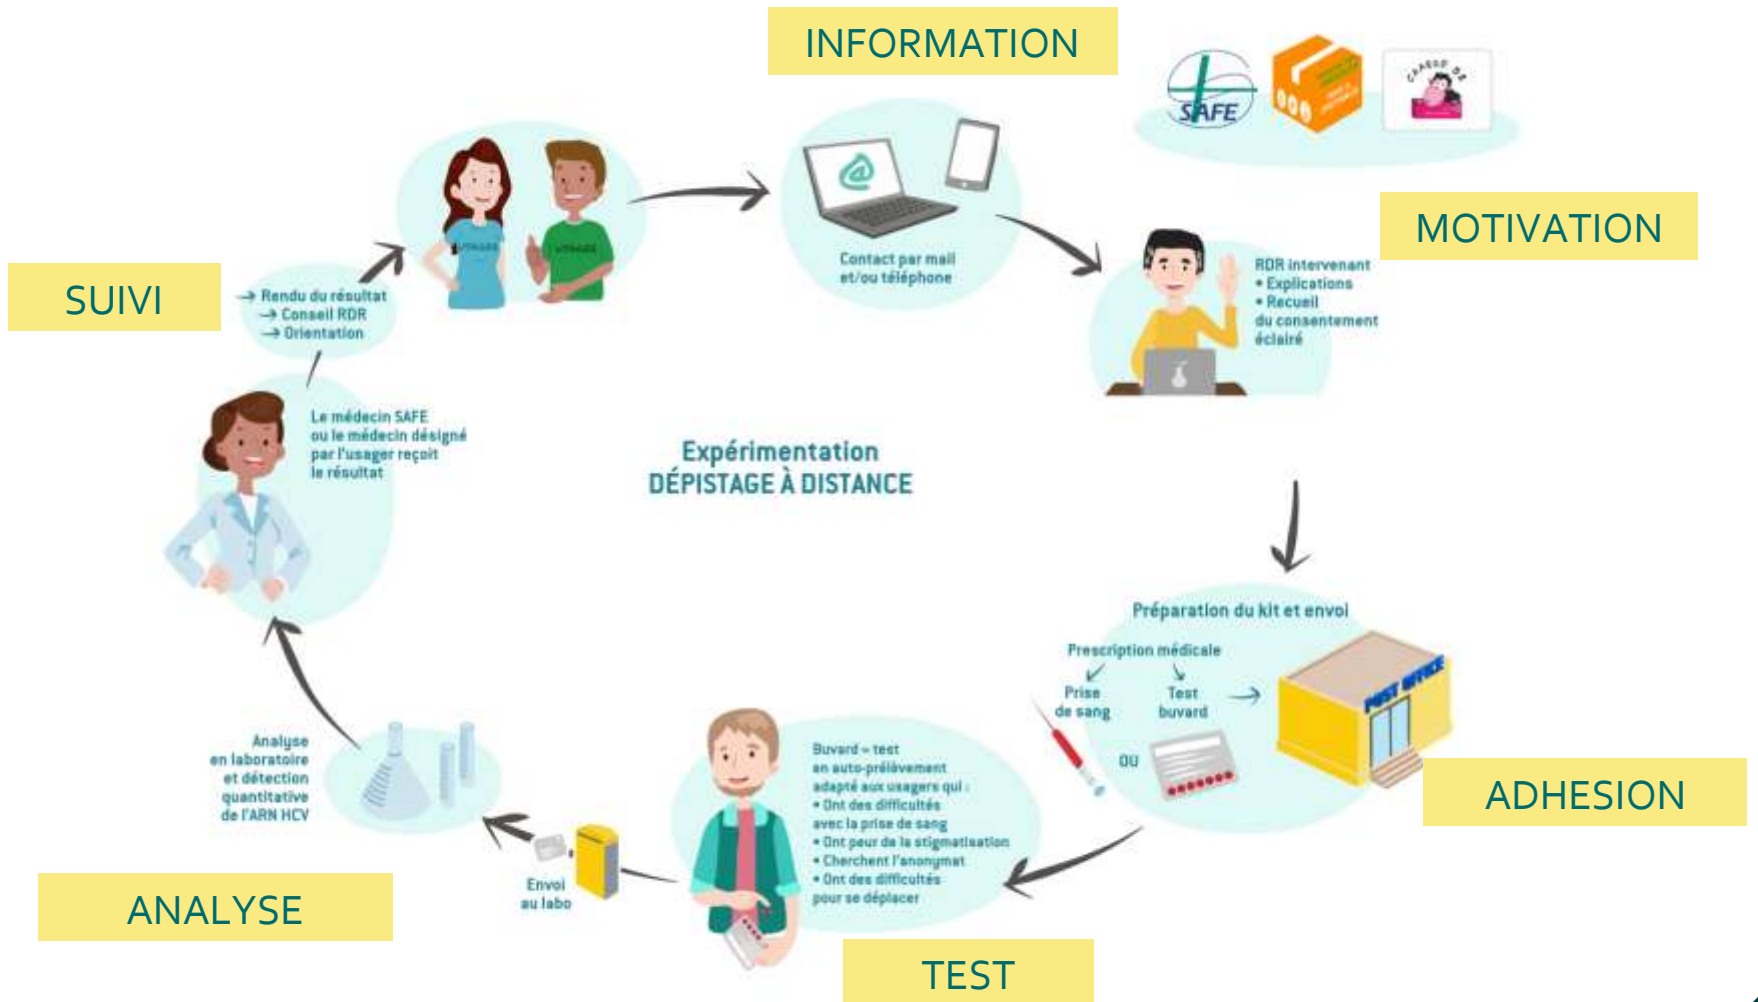 INFORMATION
SAFE
MOTIVATION
SUIVI
USAGER
USAGER
Contact par mail
et/ou téléphone
RDR intervenant
• Explications
• Recueil
du consentement
éclairé
→ Rendu du résultat
→ Conseil RDR
→ Orientation
Le médecin SAFE
ou le médecin désigné
par l'usager reçoit
le résultat
Expérimentation
DÉPISTAGE À DISTANCE
Préparation du kit et envoi
Prescription médicale
Prise
de sang
Test
buvard
OU
POST OFFICE
ADHESION
Buvard = test
en auto-prélèvement
adapté aux usagers qui :
• Ont des difficultés
avec la prise de sang
• Ont peur de la stigmatisation
• Cherchent l'anonymat
• Ont des difficultés
pour se déplacer
TEST
Envoi
au labo
Analyse
en laboratoire
et détection
quantitative
de l'ARN HCV
ANALYSE